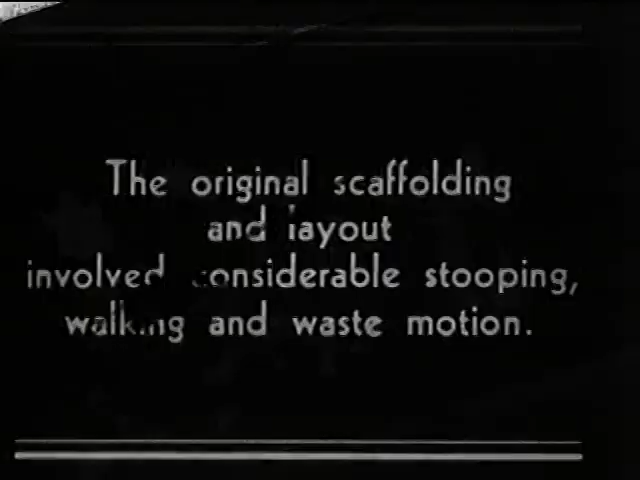 The original scaffolding
and layout
involved considerable stooping,
walking and waste motion.